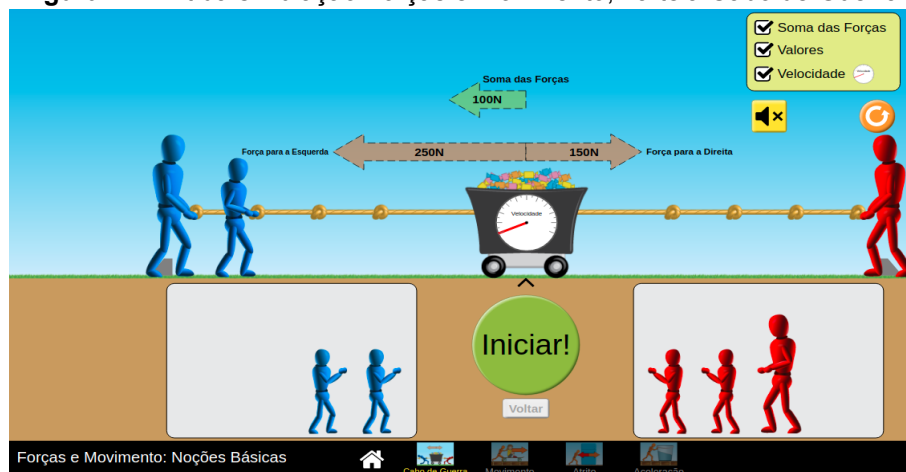 Soma das Forças
Valores
Velocidade
Soma das Forças
100N
Força para a Esquerda
250N
150N
Força para a Direita
Velocidade
Iniciar!
Voltar
Forças e Movimento: Noções Básicas
Cabo de Guerra
Movimento
Atrito
Aceleração